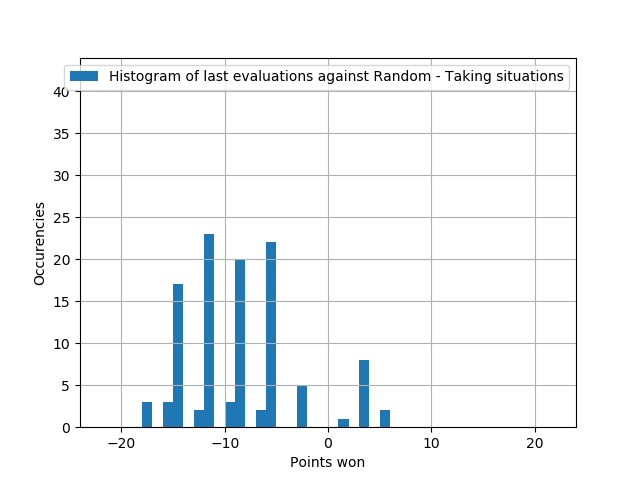 Histogram of last evaluations against Random - Taking situations
40
35
30
25
20
15
10
5
0
Occurencies
−20 −10 0 10 20
Points won